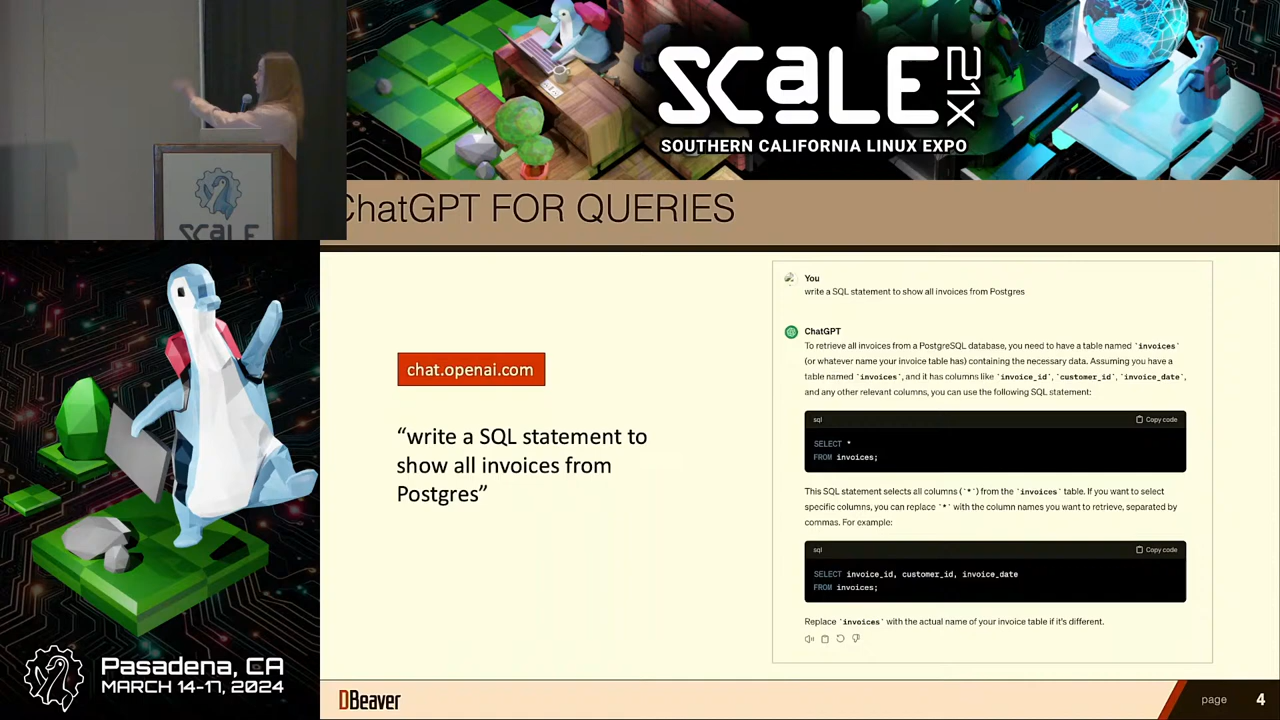 SCALE 21X
SOUTHERN CALIFORNIA LINUX EXPO
SCALE
ChatGPT FOR QUERIES
chat.openai.com
“write a SQL statement to
show all invoices from
Postgres”
You
write a SQL statement to show all invoices from Postgres
ChatGPT
To retrieve all invoices from a PostgreSQL database, you need to have a table named `invoices`
(or whatever name your invoice table has) containing the necessary data. Assuming you have a
table named `invoices`, and it has columns like `invoice_id`, `customer_id`, `invoice_date`,
and any other relevant columns, you can use the following SQL statement:
sql Copy code
SELECT *
FROM invoices;
This SQL statement selects all columns (`*`) from the `invoices` table. If you want to select
specific columns, you can replace `*` with the column names you want to retrieve, separated by
commas. For example:
sql Copy code
SELECT invoice_id, customer_id, invoice_date
FROM invoices;
Replace `invoices` with the actual name of your invoice table if it's different.
Pasadena, CA
MARCH 14-17, 2024
DBeaver
page 4